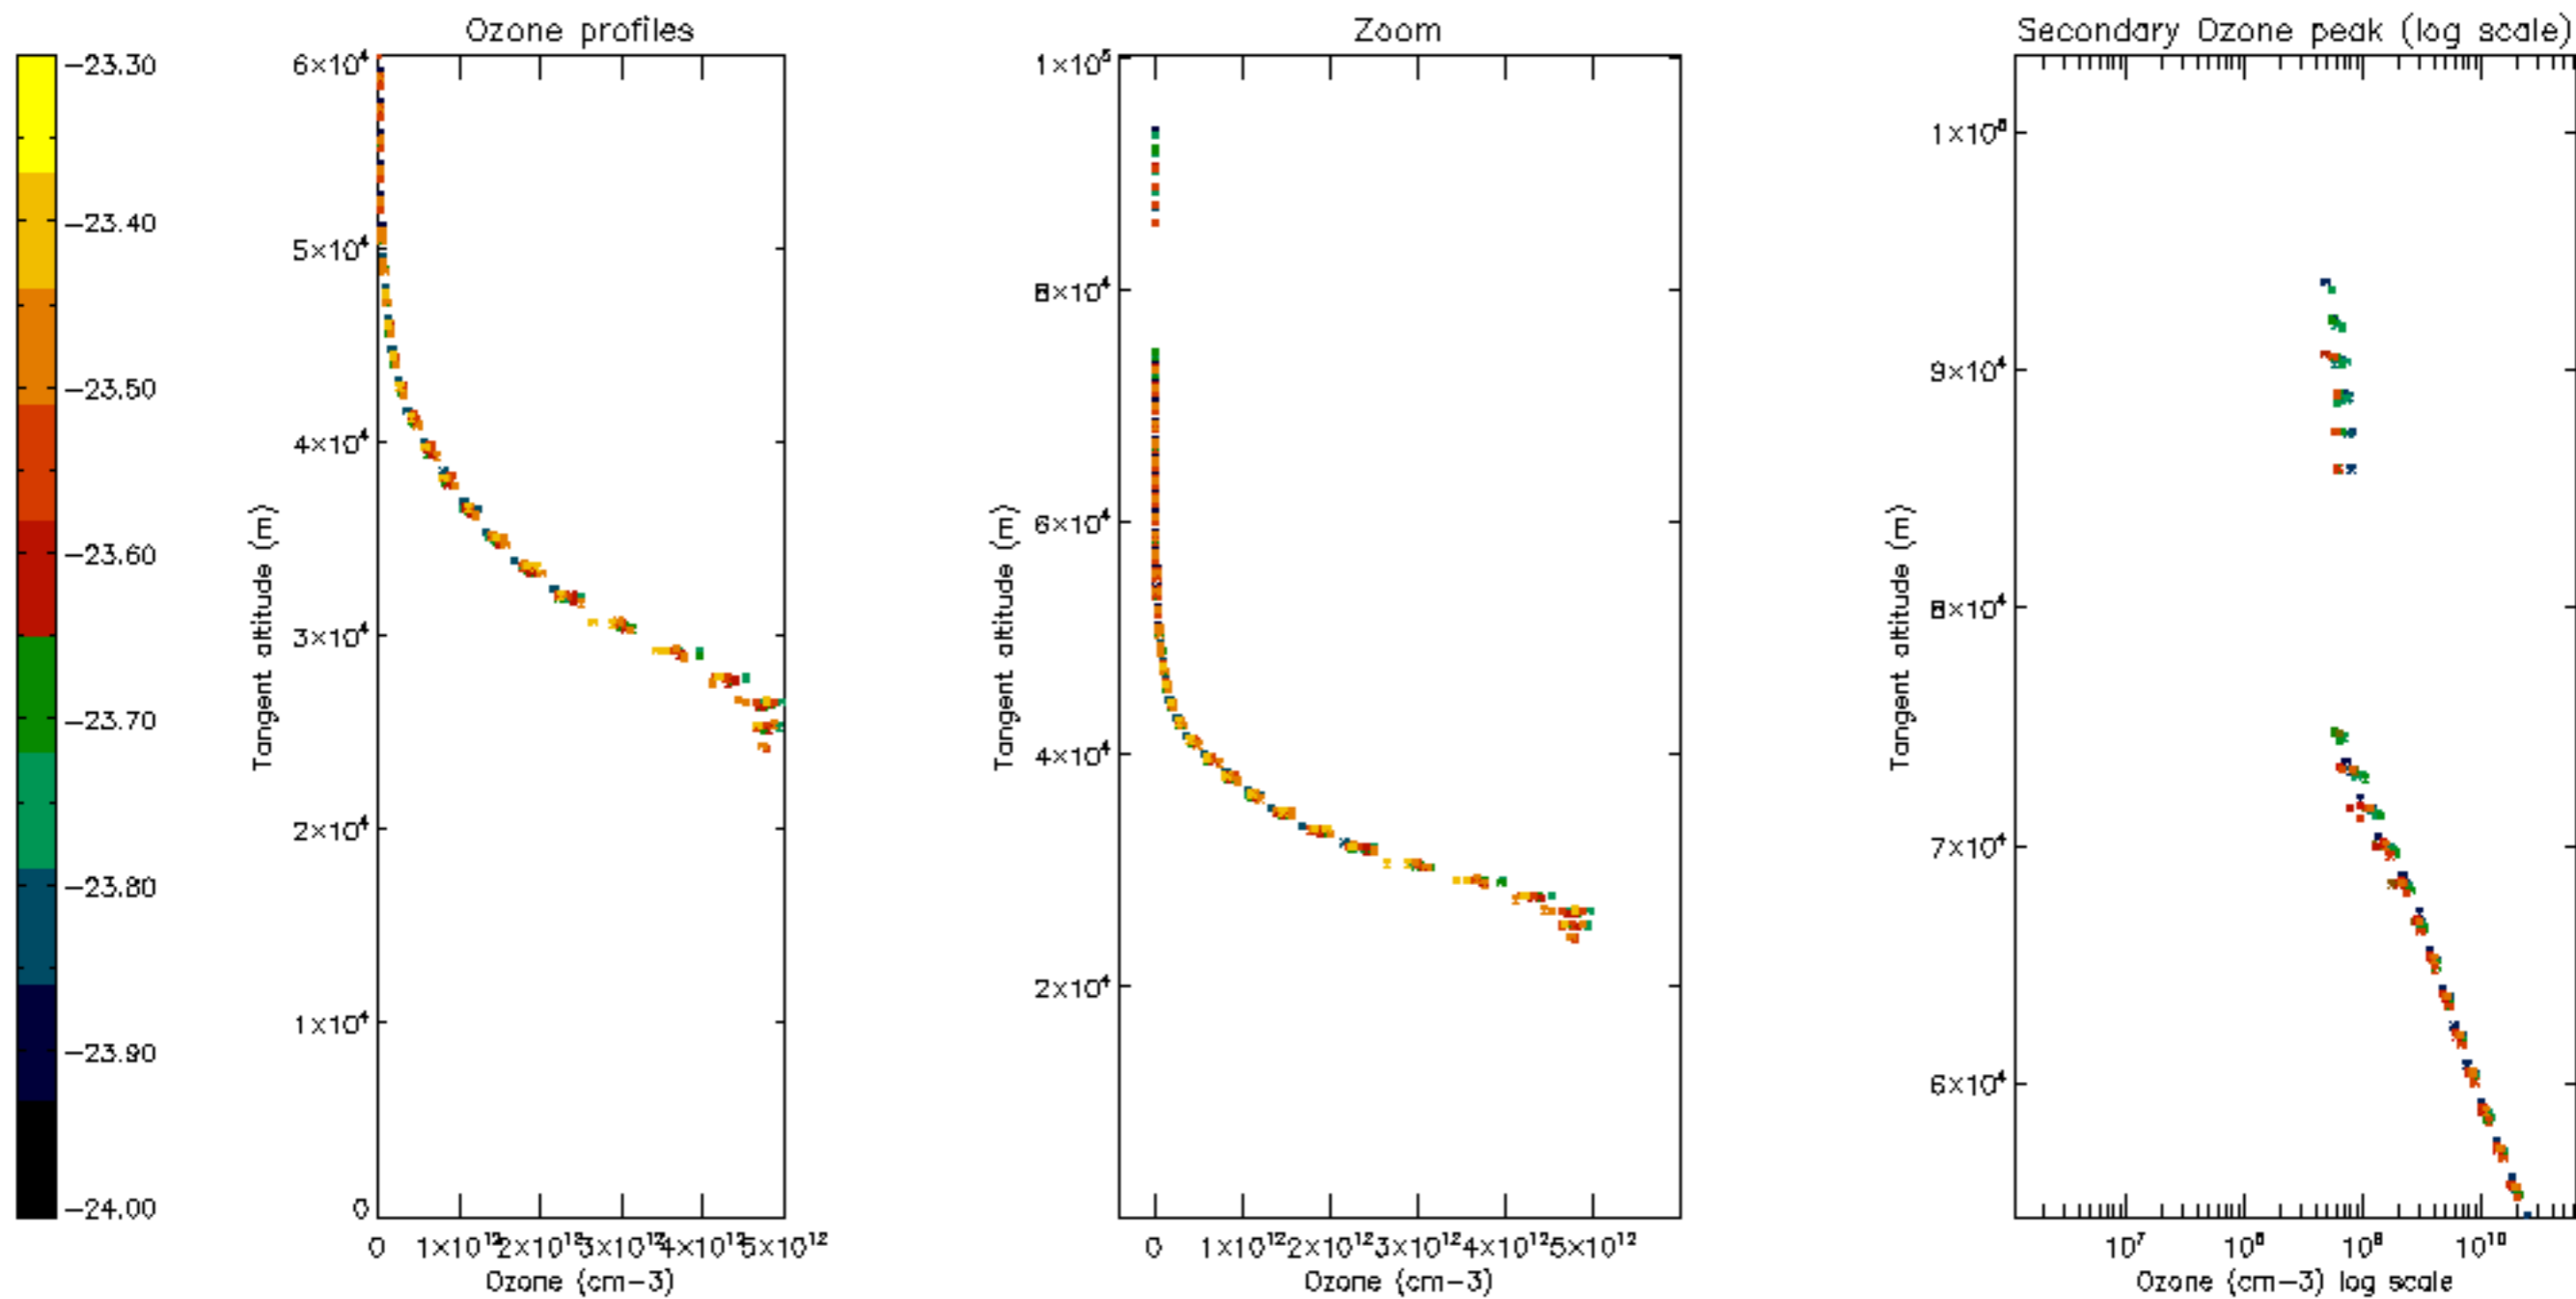 Ozone profiles
Zoom
Secondary Ozone peak (log scale)
-23.30
-23.40
-23.50
-23.60
-23.70
-23.80
-23.90
-24.00
6×10⁴
5×10⁴
4×10⁴
3×10⁴
2×10⁴
1×10⁴
0
Tangent altitude (m)
0 1×10¹² 2×10¹² 3×10¹² 4×10¹² 5×10¹²
Ozone (cm-3)
1×10⁵
8×10⁴
6×10⁴
4×10⁴
2×10⁴
Tangent altitude (m)
0 1×10¹² 2×10¹² 3×10¹² 4×10¹² 5×10¹²
Ozone (cm-3)
9×10⁴
8×10⁴
7×10⁴
6×10⁴
Tangent altitude (m)
10⁷ 10⁸ 10⁹ 10¹⁰
Ozone (cm-3) log scale